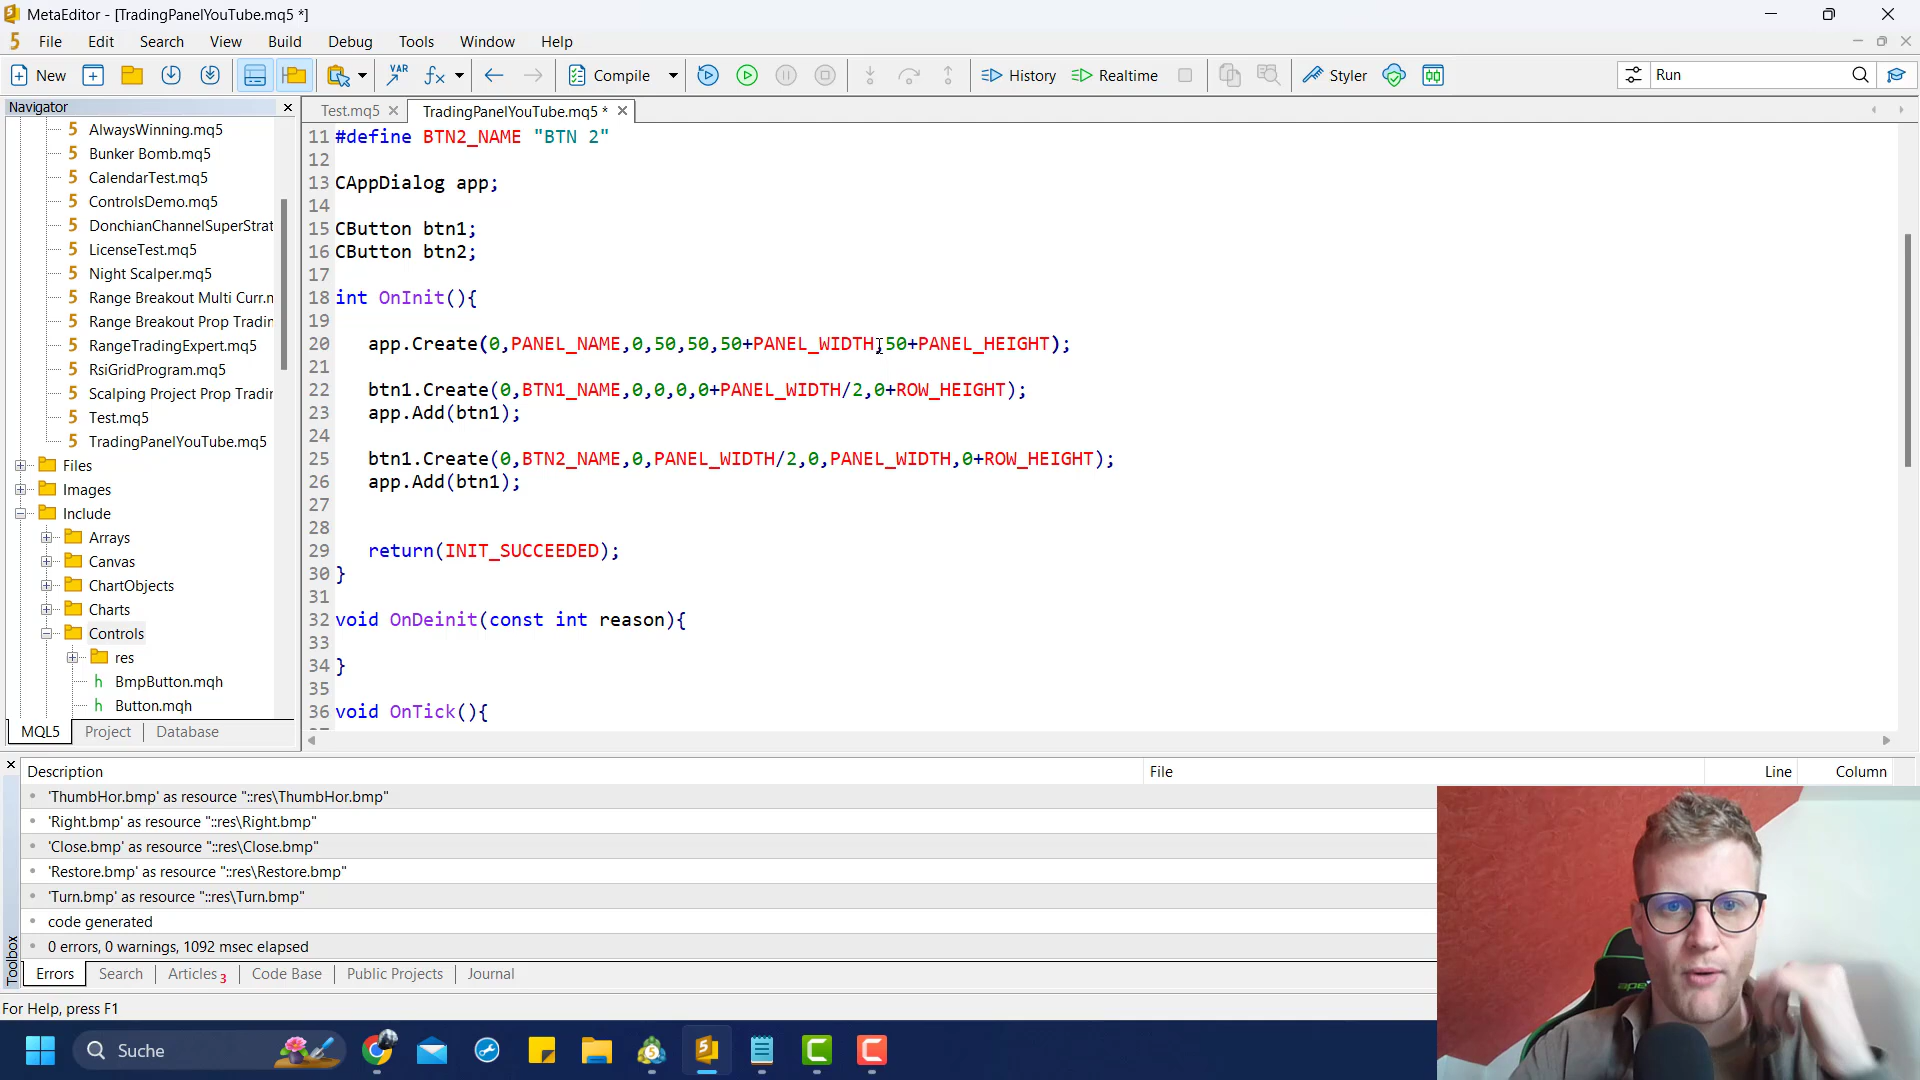 MetaEditor - [TradingPanelYouTube.mq5 *]
File Edit Search View Build Debug Tools Window Help
New VAR Compile History Realtime Styler Run
Navigator
Test.mq5 TradingPanelYouTube.mq5 *
AlwaysWinning.mq5
Bunker Bomb.mq5
CalendarTest.mq5
ControlsDemo.mq5
DonchianChannelSuperStrat
LicenseTest.mq5
Night Scalper.mq5
Range Breakout Multi Curr.n
Range Breakout Prop Tradin
RangeTradingExpert.mq5
RsiGridProgram.mq5
Scalping Project Prop Tradin
Test.mq5
TradingPanelYouTube.mq5
Files
Images
Include
Arrays
Canvas
ChartObjects
Charts
Controls
res
BmpButton.mqh
Button.mqh
MQL5 Project Database
11 #define BTN2_NAME "BTN 2"
12
13 CAppDialog app;
14
15 CButton btn1;
16 CButton btn2;
17
18 int OnInit(){
19
20 app.Create(0,PANEL_NAME,0,50,50,50+PANEL_WIDTH,50+PANEL_HEIGHT);
21
22 btn1.Create(0,BTN1_NAME,0,0,0,0+PANEL_WIDTH/2,0+ROW_HEIGHT);
23 app.Add(btn1);
24
25 btn1.Create(0,BTN2_NAME,0,PANEL_WIDTH/2,0,PANEL_WIDTH,0+ROW_HEIGHT);
26 app.Add(btn1);
27
28
29 return(INIT_SUCCEEDED);
30 }
31
32 void OnDeinit(const int reason){
33
34 }
35
36 void OnTick(){
Description File Line Column
'ThumbHor.bmp' as resource "::res\ThumbHor.bmp"
'Right.bmp' as resource "::res\Right.bmp"
'Close.bmp' as resource "::res\Close.bmp"
'Restore.bmp' as resource "::res\Restore.bmp"
'Turn.bmp' as resource "::res\Turn.bmp"
code generated
0 errors, 0 warnings, 1092 msec elapsed
Toolbox
Errors Search Articles 3 Code Base Public Projects Journal
For Help, press F1
Suche